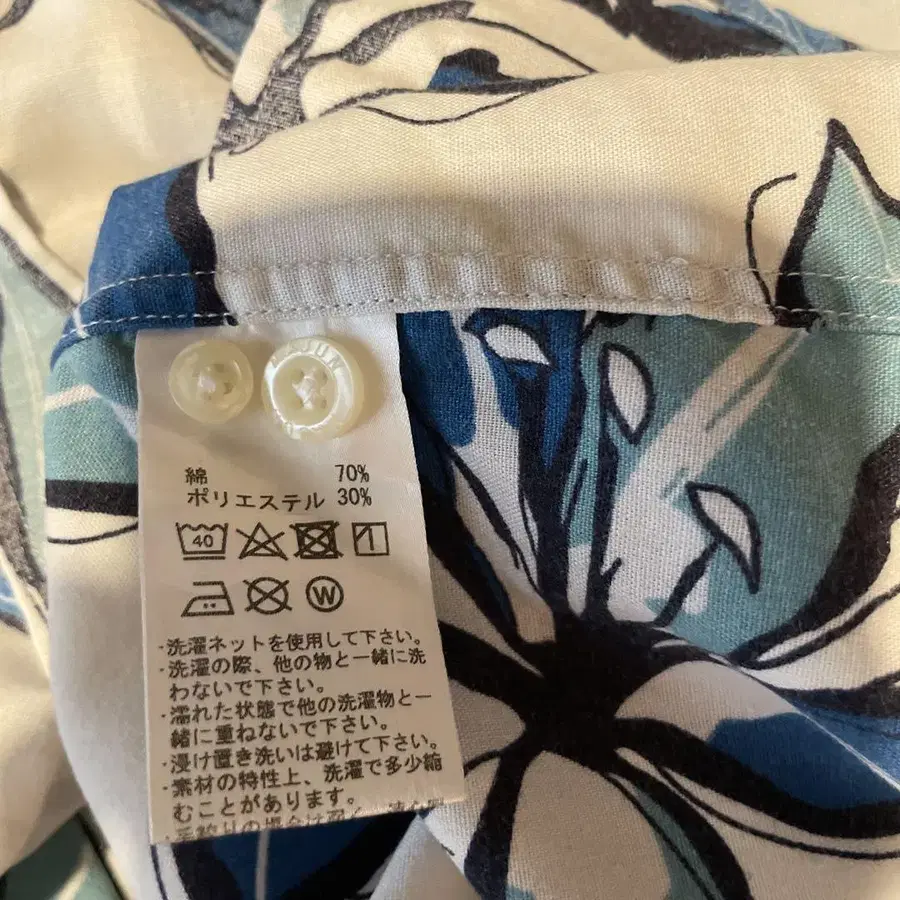 綿 70%
ポリエステル 30%
40
W
・洗濯ネットを使用して下さい。
・洗濯の際、他の物と一緒に洗
わないで下さい。
・濡れた状態で他の洗濯物と一
緒に重ねないで下さい。
・浸け置き洗いは避けて下さい。
・素材の特性上、洗濯で多少縮
むことがあります。